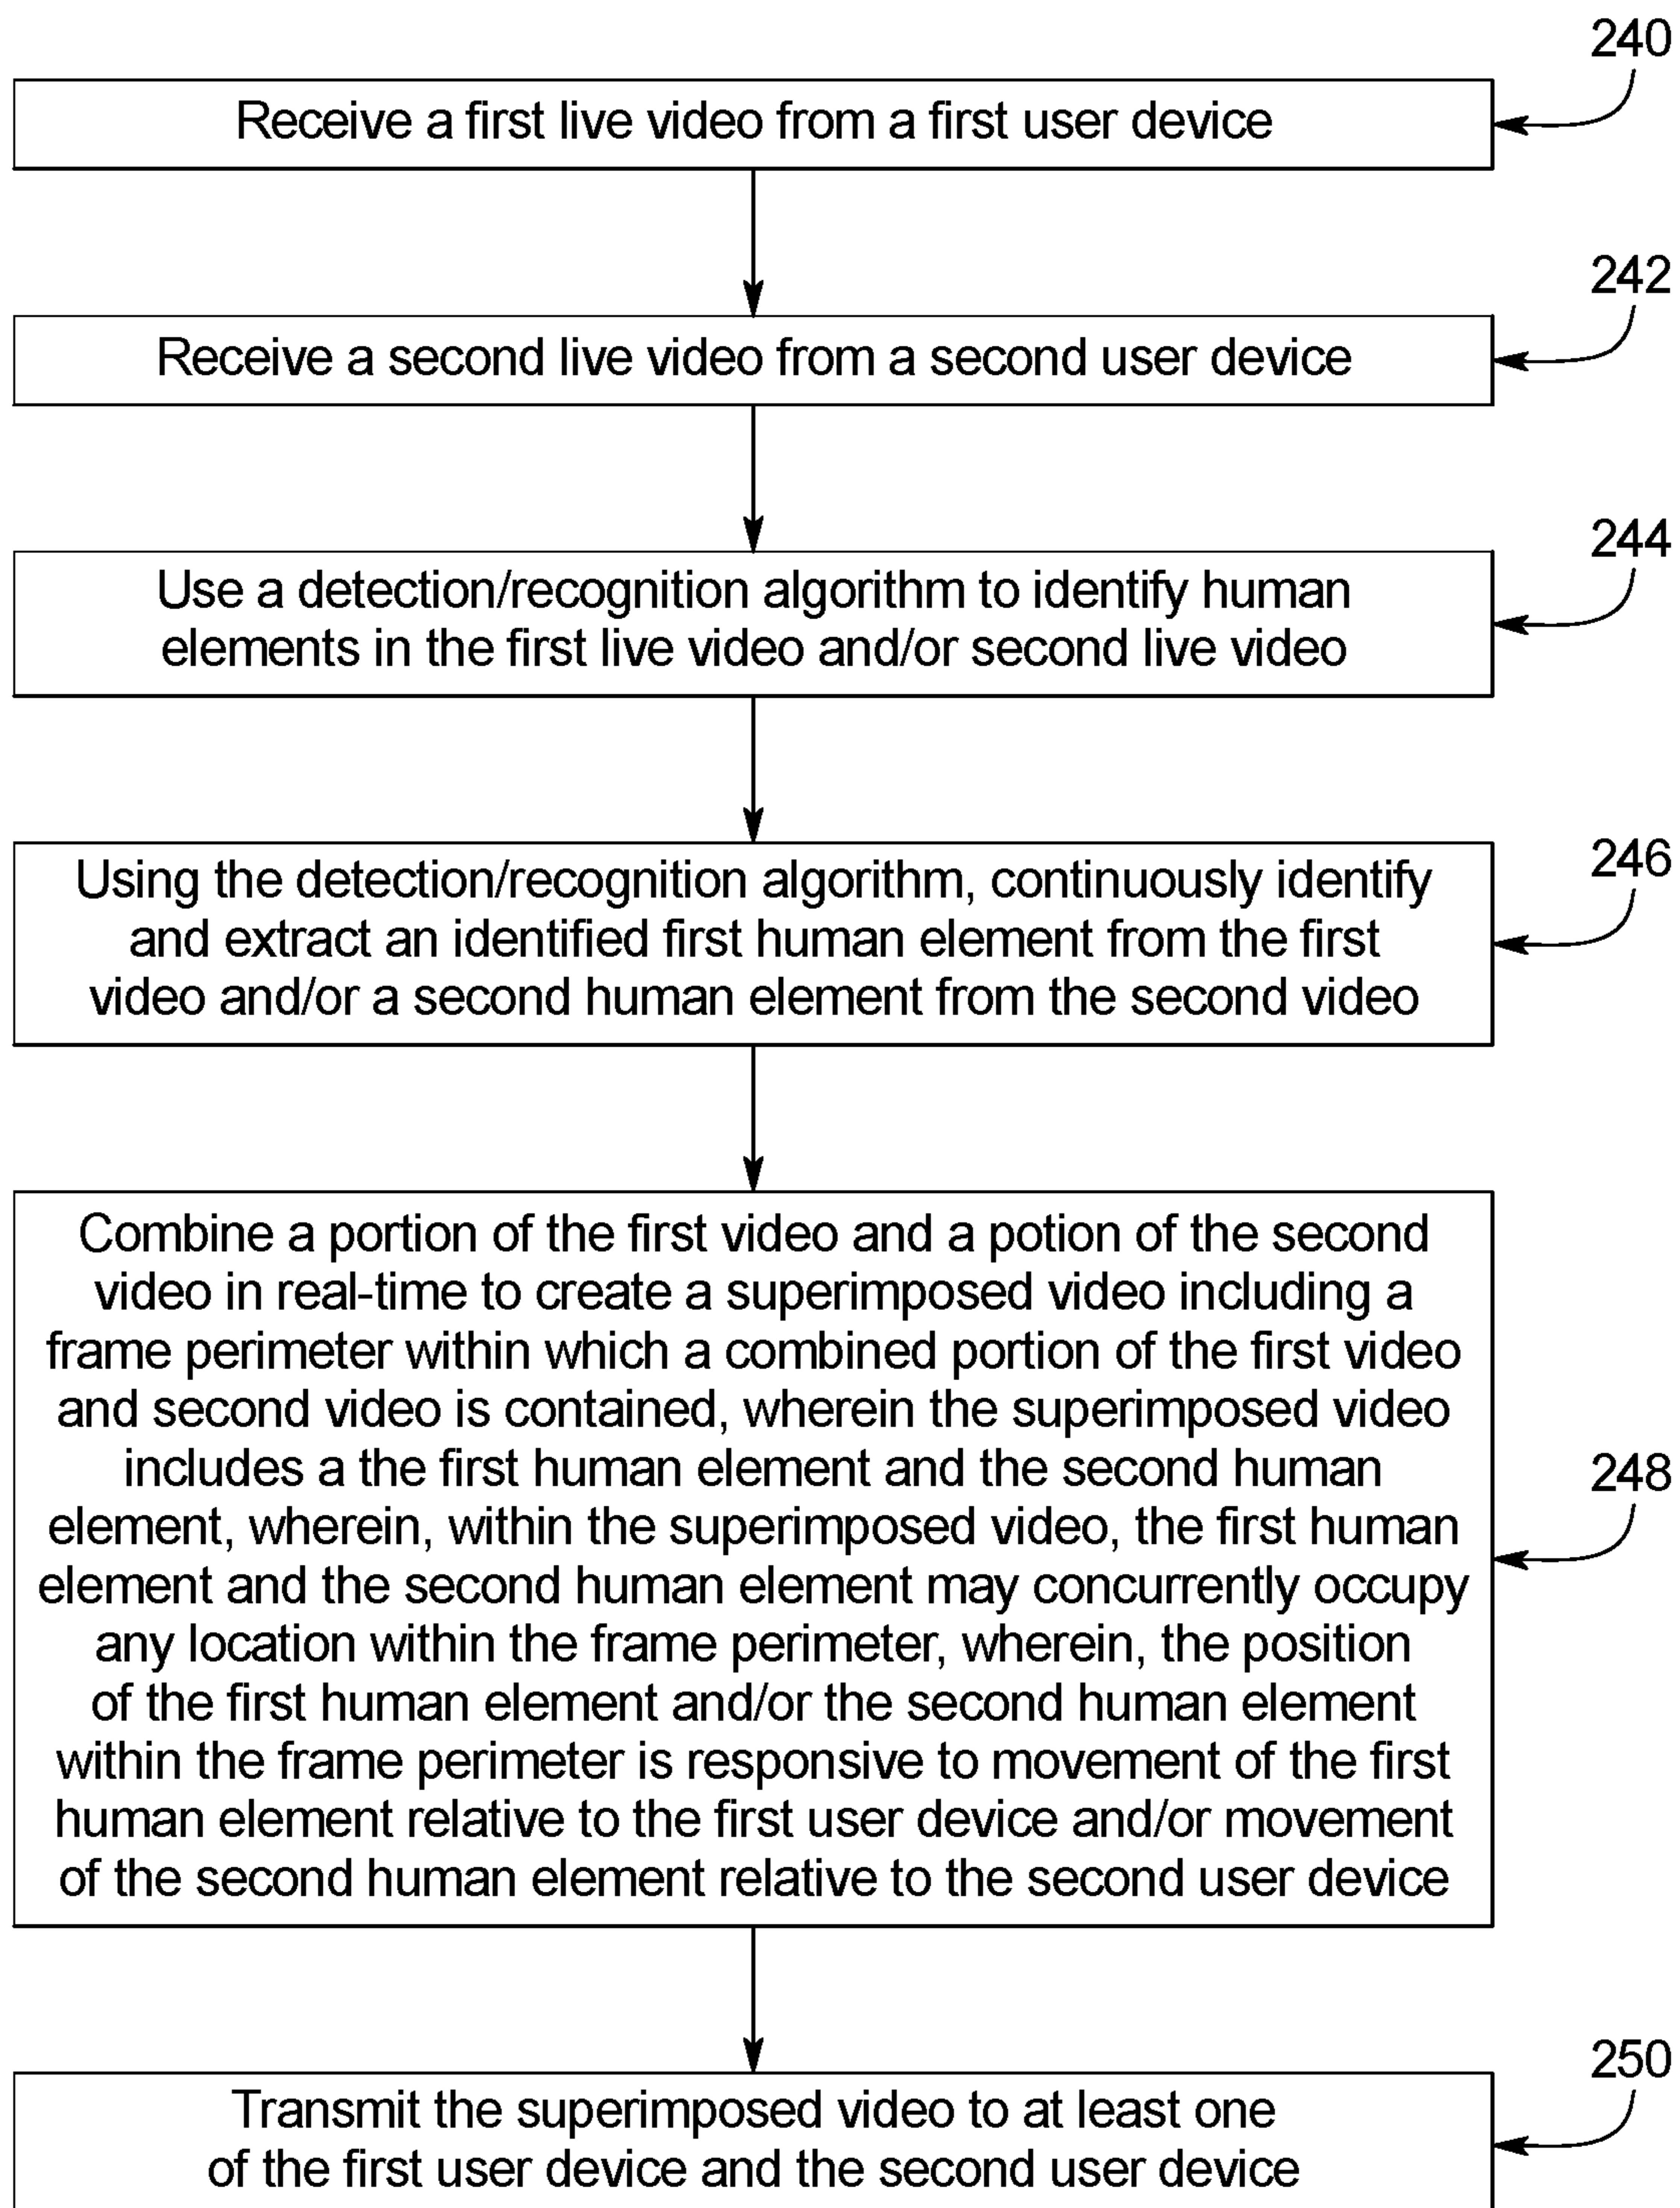 240
Receive a first live video from a first user device
242
Receive a second live video from a second user device
244
Use a detection/recognition algorithm to identify human
elements in the first live video and/or second live video
246
Using the detection/recognition algorithm, continuously identify
and extract an identified first human element from the first
video and/or a second human element from the second video
248
Combine a portion of the first video and a potion of the second
video in real-time to create a superimposed video including a
frame perimeter within which a combined portion of the first video
and second video is contained, wherein the superimposed video
includes a the first human element and the second human
element, wherein, within the superimposed video, the first human
element and the second human element may concurrently occupy
any location within the frame perimeter, wherein, the position
of the first human element and/or the second human element
within the frame perimeter is responsive to movement of the first
human element relative to the first user device and/or movement
of the second human element relative to the second user device
250
Transmit the superimposed video to at least one
of the first user device and the second user device